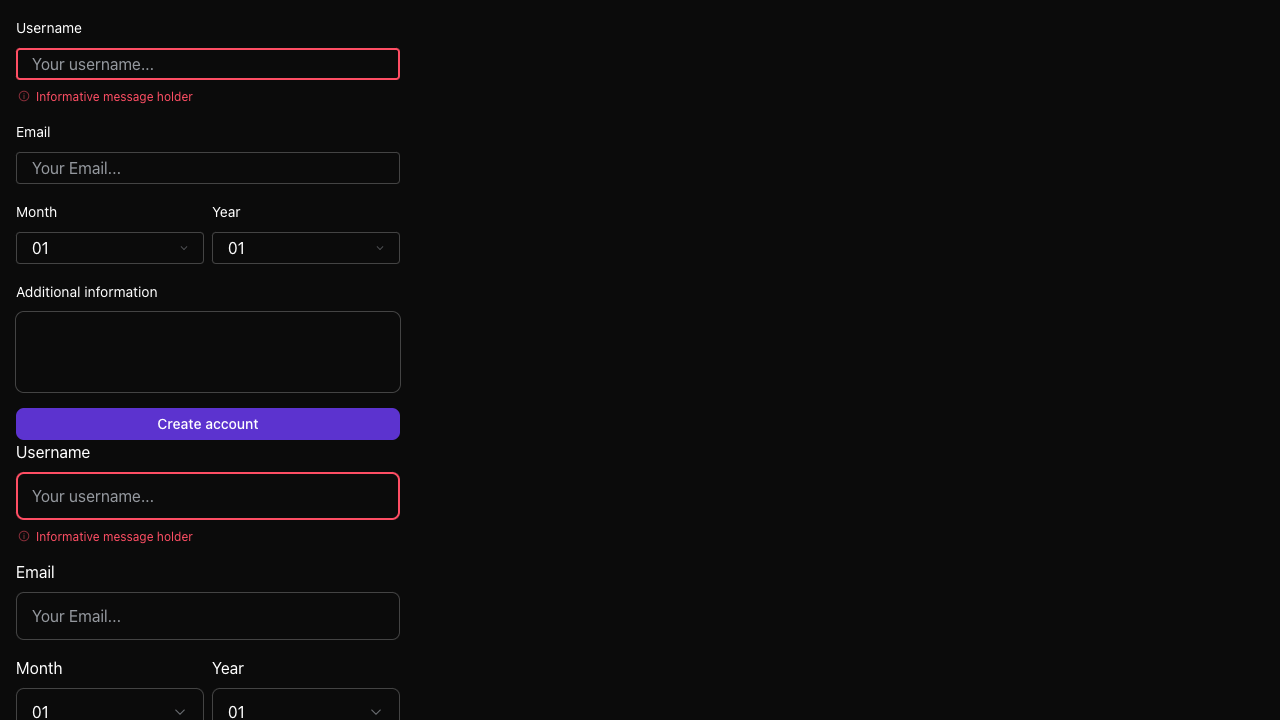 Username
Your username...
Informative message holder
Email
Your Email...
Month Year
01 01
Additional information
Create account
Username
Your username...
Informative message holder
Email
Your Email...
Month Year
01 01